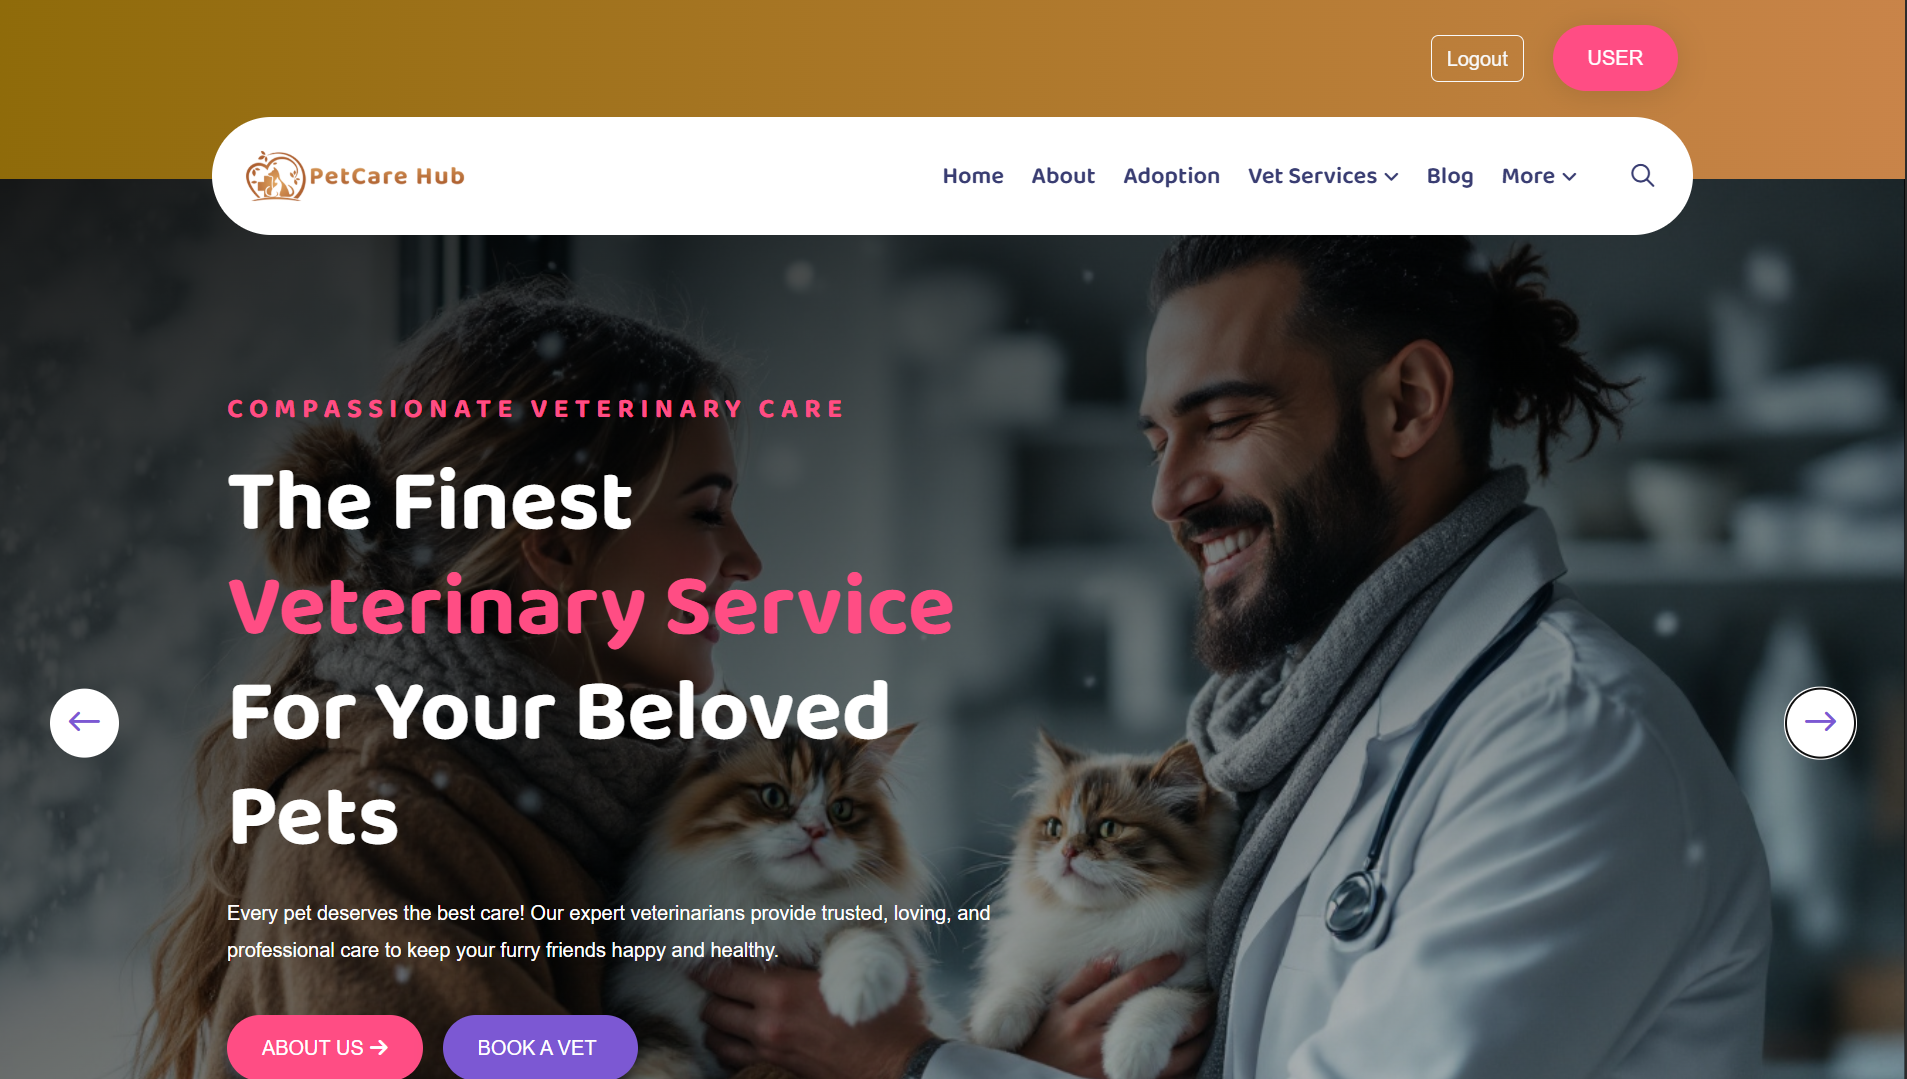 Logout
USER
PetCare Hub
Home About Adoption Vet Services Blog More
COMPASSIONATE VETERINARY CARE
The Finest
Veterinary Service
For Your Beloved
Pets
Every pet deserves the best care! Our expert veterinarians provide trusted, loving, and
professional care to keep your furry friends happy and healthy.
ABOUT US
BOOK A VET